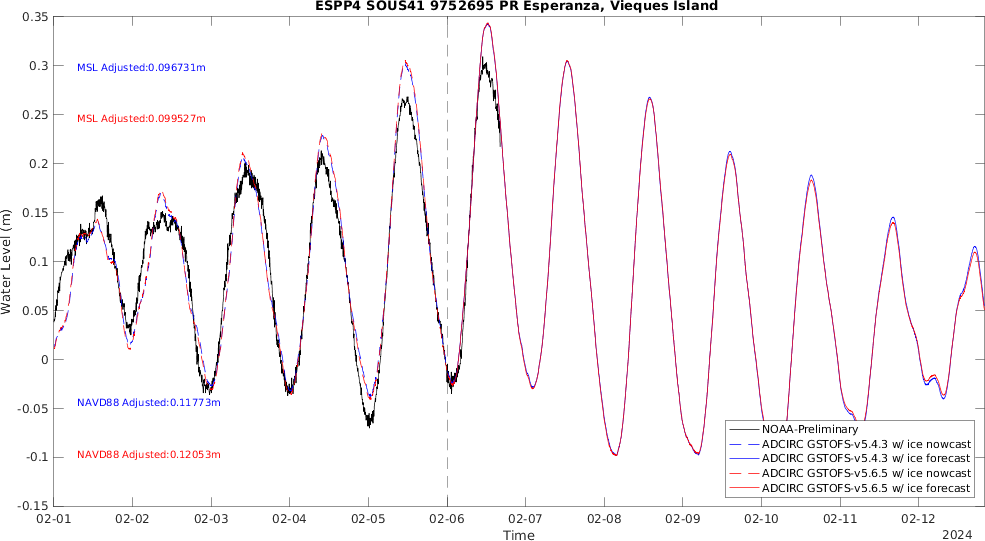 ESPP4 SOUS41 9752695 PR Esperanza, Vieques Island
0.35
0.3
0.25
0.2
0.15
0.1
0.05
0
-0.05
-0.1
-0.15
Water Level (m)
MSL Adjusted:0.096731m
MSL Adjusted:0.099527m
NAVD88 Adjusted:0.11773m
NAVD88 Adjusted:0.12053m
NOAA-Preliminary
ADCIRC GSTOFS-v5.4.3 w/ ice nowcast
ADCIRC GSTOFS-v5.4.3 w/ ice forecast
ADCIRC GSTOFS-v5.6.5 w/ ice nowcast
ADCIRC GSTOFS-v5.6.5 w/ ice forecast
02-01 02-02 02-03 02-04 02-05 02-06 02-07 02-08 02-09 02-10 02-11 02-12
Time
2024